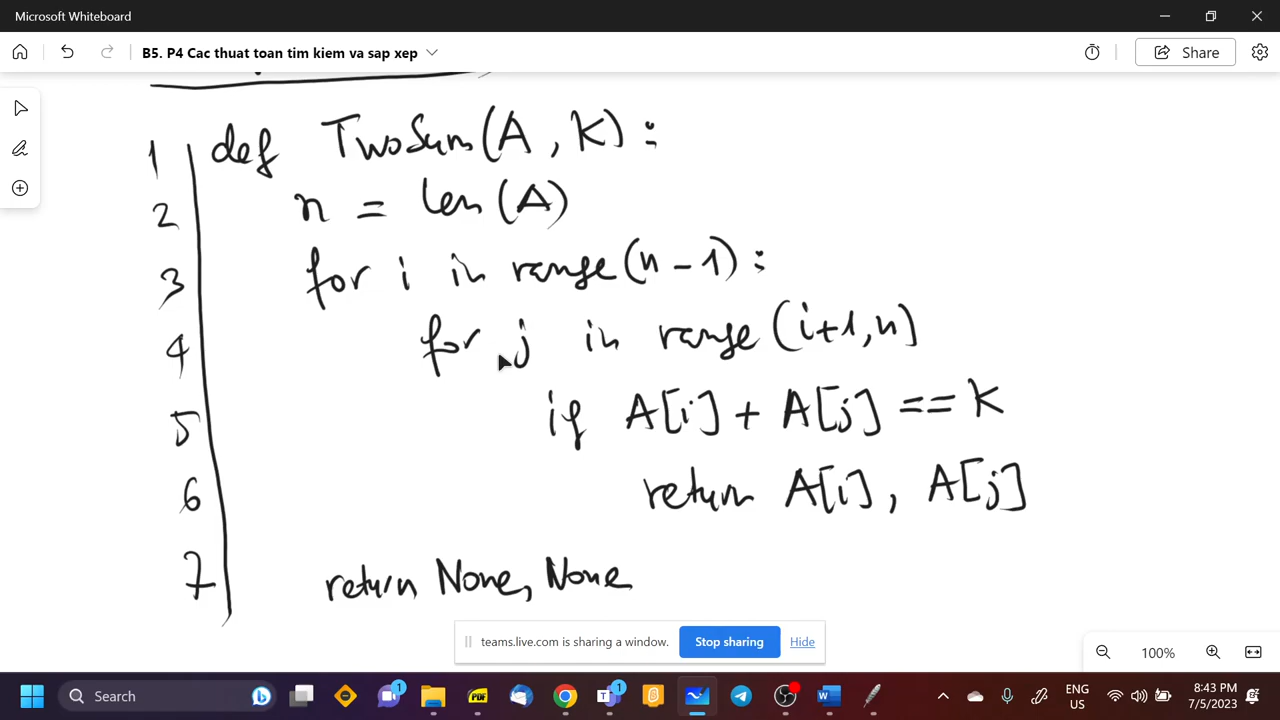 Microsoft Whiteboard
B5. P4 Cac thuat toan tim kiem va sap xep
Share
1 def TwoSum(A, K):
2 n = len(A)
3 for i in range(n-1):
4 for j in range(i+1,n)
5 if A[i] + A[j] == K
6 return A[i], A[j]
7 return None, None
teams.live.com is sharing a window. Stop sharing Hide
100%
Search 1 1 ENG US 8:43 PM 7/5/2023